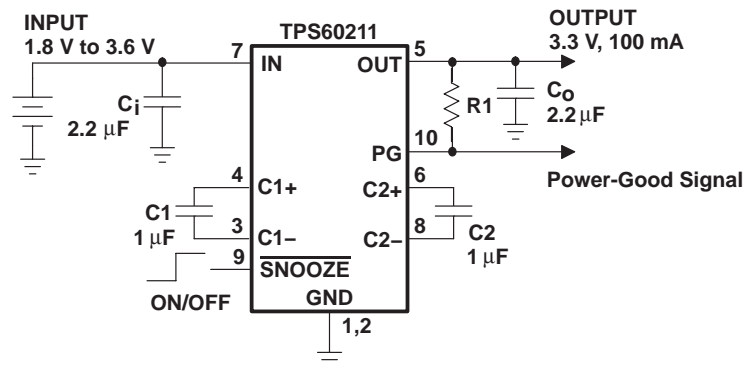 INPUT
1.8 V to 3.6 V
TPS60211
OUTPUT
3.3 V, 100 mA
7
IN
OUT
5
Ci
2.2 µF
R1
Co
2.2 µF
10
PG
Power-Good Signal
4
C1+
C2+
6
C1
1 µF
3
C1−
C2−
8
C2
1 µF
9
SNOOZE
ON/OFF
GND
1,2